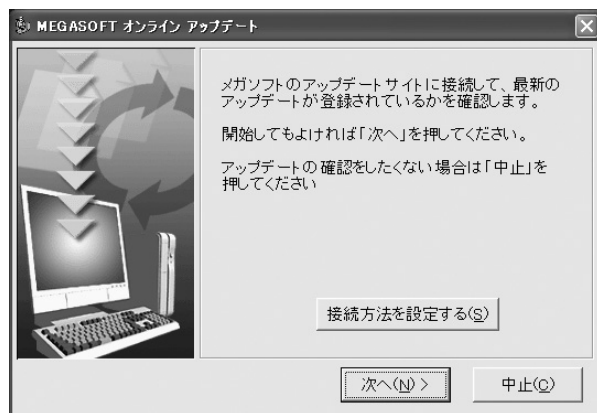 MEGASOFT オンライン アップデート
メガソフトのアップデートサイトに接続して、最新の
アップデートが登録されているかを確認します。
開始してもよければ「次へ」を押してください。
アップデートの確認をしたくない場合は「中止」を
押してください
接続方法を設定する(S)
次へ(N) >
中止(C)